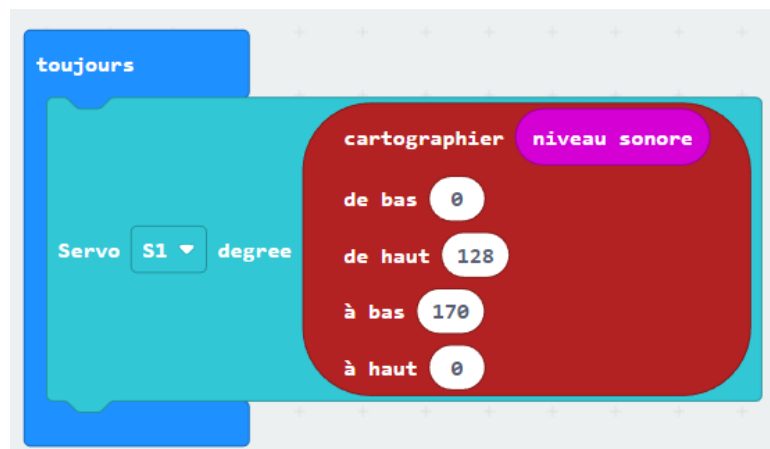 toujours
cartographier niveau sonore
de bas 0
Servo S1 degree
de haut 128
à bas 170
à haut 0